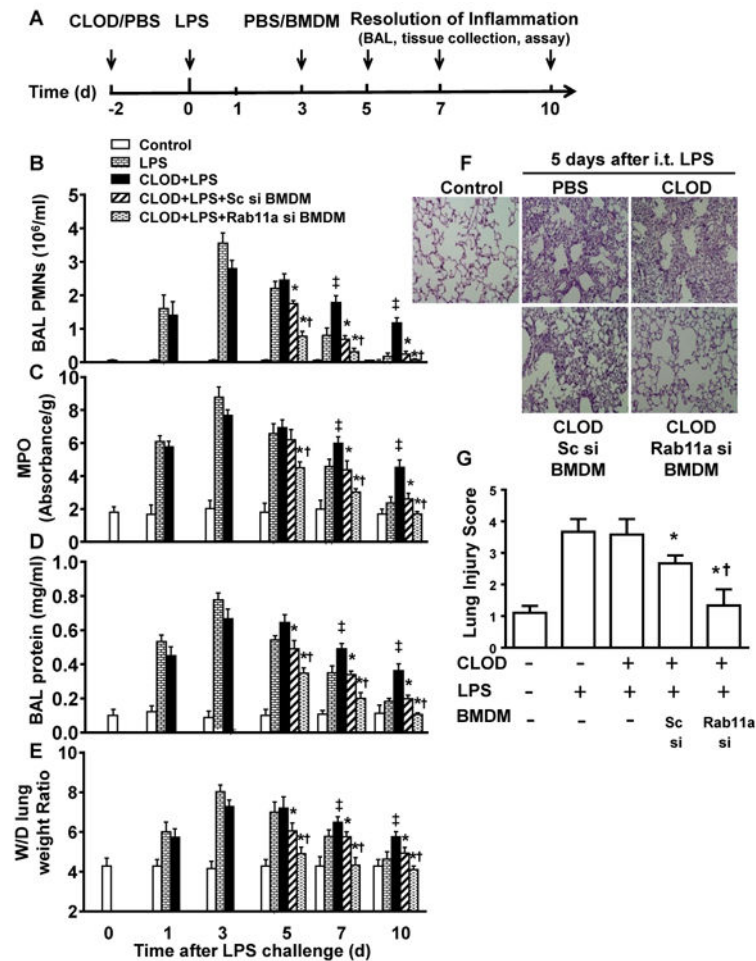 A
CLOD/PBS LPS PBS/BMDM Resolution of Inflammation
(BAL, tissue collection, assay)
Time (d)
-2 0 1 3 5 7 10
Control
LPS
CLOD+LPS
CLOD+LPS+Sc si BMDM
CLOD+LPS+Rab11a si BMDM
B
BAL PMNs (10⁶/ml)
4
3
2
1
0
* *† ‡ * *† ‡ * *†
C
MPO
(Absorbance/g)
10
8
6
4
2
0
*† ‡ * *† ‡ * *†
D
BAL protein (mg/ml)
1.0
0.8
0.6
0.4
0.2
0.0
* *† ‡ * *† ‡ * *†
E
W/D lung
weight Ratio
10
8
6
4
2
* *† ‡ * *† ‡ * *†
0 1 3 5 7 10
Time after LPS challenge (d)
F
5 days after i.t. LPS
Control PBS CLOD
CLOD
Sc si
BMDM
CLOD
Rab11a si
BMDM
G
Lung Injury Score
5
4
3
2
1
0
* *†
CLOD - - + + +
LPS - + + + +
BMDM - - - Sc si Rab11a si